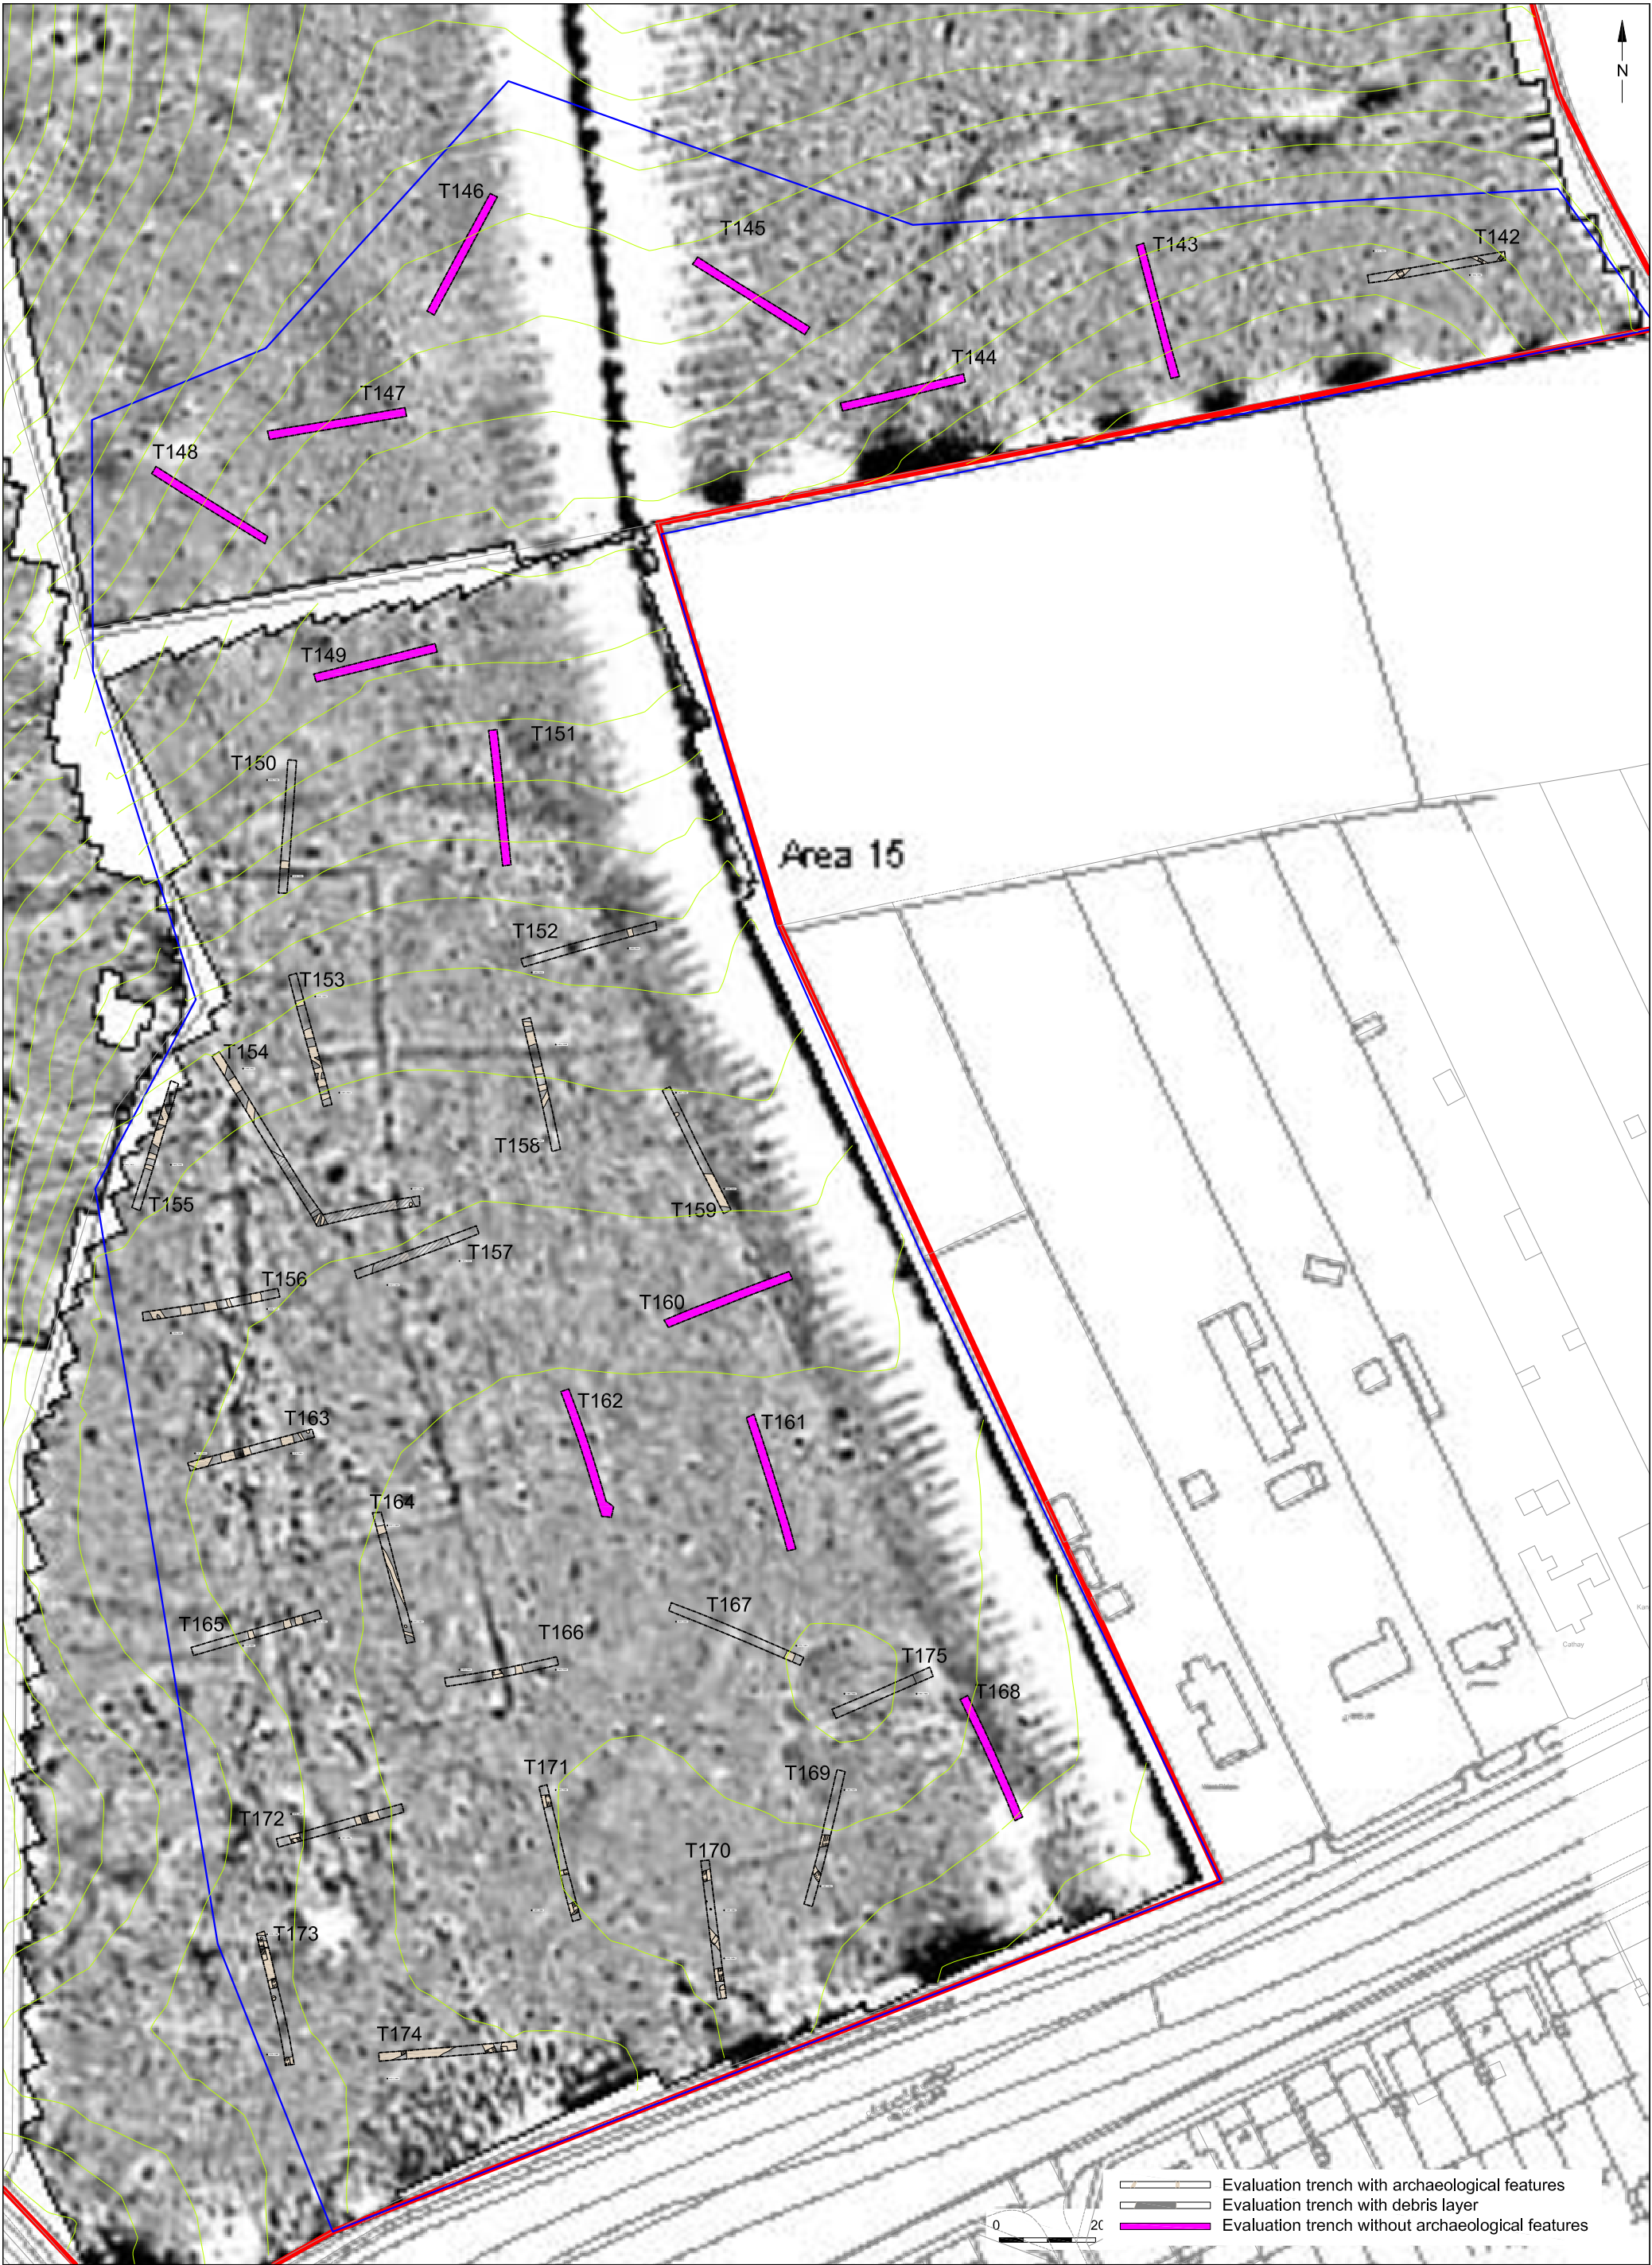 N
T146
T145
T143
T142
T144
T147
T148
T149
T151
T150
Area 15
T152
T153
T154
T158
T155
T159
T157
T156
T160
T162
T161
T163
T164
T167
T165
T166
T175
T168
T171
T169
T172
T170
T173
T174
Cathay
0 20
Evaluation trench with archaeological features
Evaluation trench with debris layer
Evaluation trench without archaeological features